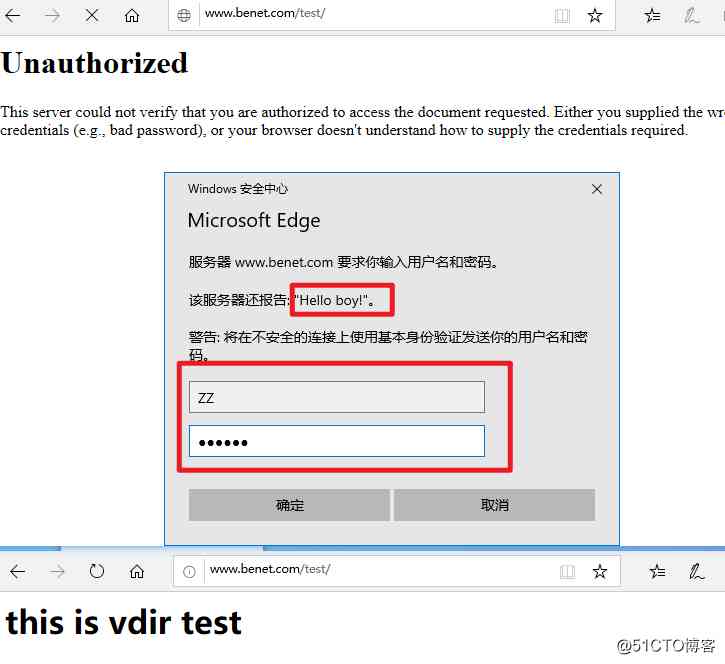 www.benet.com/test/
Unauthorized
This server could not verify that you are authorized to access the document requested. Either you supplied the wr
credentials (e.g., bad password), or your browser doesn't understand how to supply the credentials required.
Windows 安全中心
Microsoft Edge
服务器 www.benet.com 要求你输入用户名和密码。
该服务器还报告: "Hello boy!"。
警告: 将在不安全的连接上使用基本身份验证发送你的用户名和密
码。
ZZ
••••••
确定
取消
www.benet.com/test/
this is vdir test
@51CTO博客